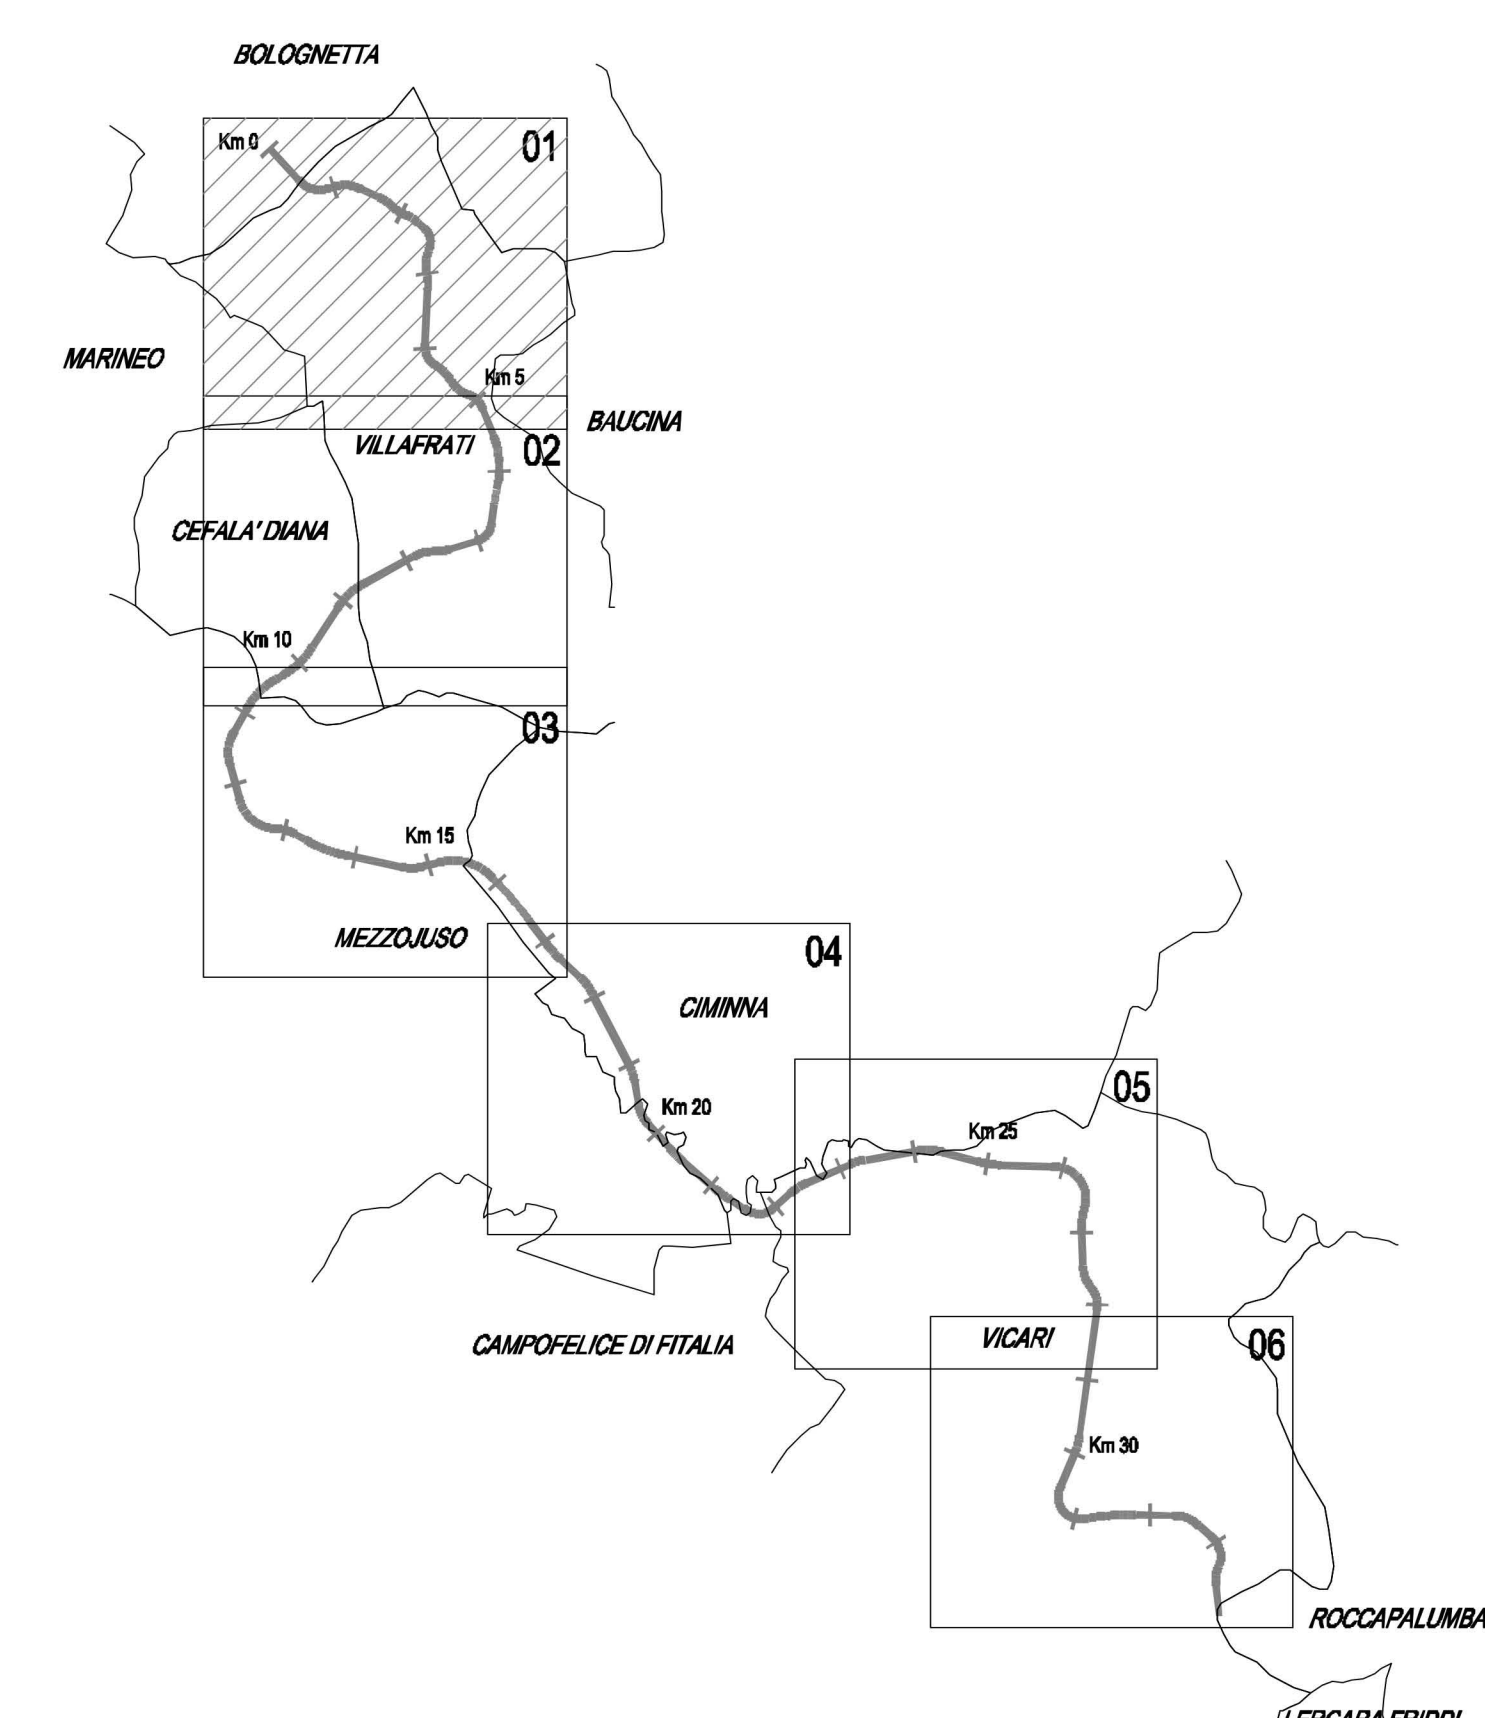 BOLOGNETTA
Km 0
01
MARINEO
Km 5
BAUCINA
VILLAFRATI
02
CEFALA' DIANA
Km 10
03
Km 15
MEZZOJUSO
04
CIMINNA
05
Km 20
Km 25
CAMPOFELICE DI FITALIA
VICARI
06
Km 30
ROCCAPALUMBA